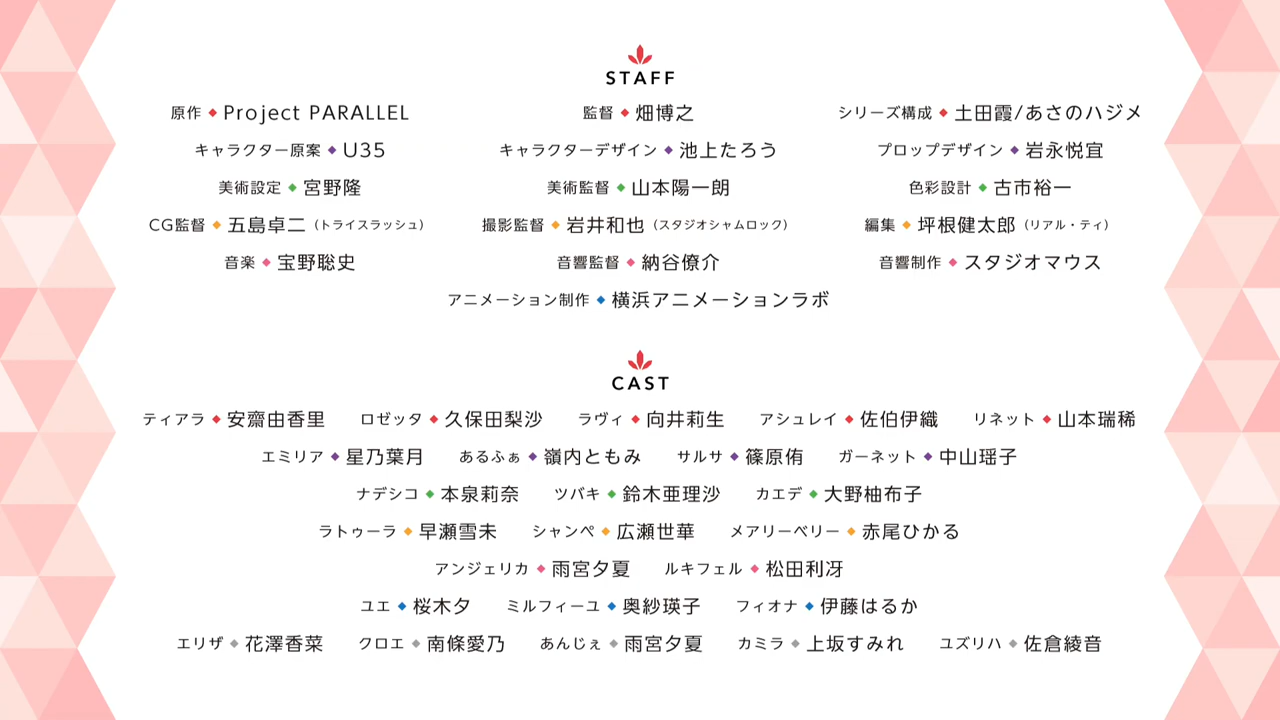 STAFF
原作◆Project PARALLEL 監督◆畑博之 シリーズ構成◆土田霞/あさのハジメ
キャラクター原案◆U35 キャラクターデザイン◆池上たろう プロップデザイン◆岩永悦宜
美術設定◆宮野隆 美術監督◆山本陽一朗 色彩設計◆古市裕一
CG監督◆五島卓二（トライスラッシュ） 撮影監督◆岩井和也（スタジオシャムロック） 編集◆坪根健太郎（リアル・ティ）
音楽◆宝野聡史 音響監督◆納谷僚介 音響制作◆スタジオマウス
アニメーション制作◆横浜アニメーションラボ
CAST
ティアラ◆安齋由香里 ロゼッタ◆久保田梨沙 ラヴィ◆向井莉生 アシュレイ◆佐伯伊織 リネット◆山本瑞稀
エミリア◆星乃葉月 あるふぁ◆嶺内ともみ サルサ◆篠原侑 ガーネット◆中山瑶子
ナデシコ◆本泉莉奈 ツバキ◆鈴木亜理沙 カエデ◆大野柚布子
ラトゥーラ◆早瀬雪未 シャンペ◆広瀬世華 メアリーベリー◆赤尾ひかる
アンジェリカ◆雨宮夕夏 ルキフェル◆松田利冴
ユエ◆桜木夕 ミルフィーユ◆奥紗瑛子 フィオナ◆伊藤はるか
エリザ◆花澤香菜 クロエ◆南條愛乃 あんじぇ◆雨宮夕夏 カミラ◆上坂すみれ ユズリハ◆佐倉綾音